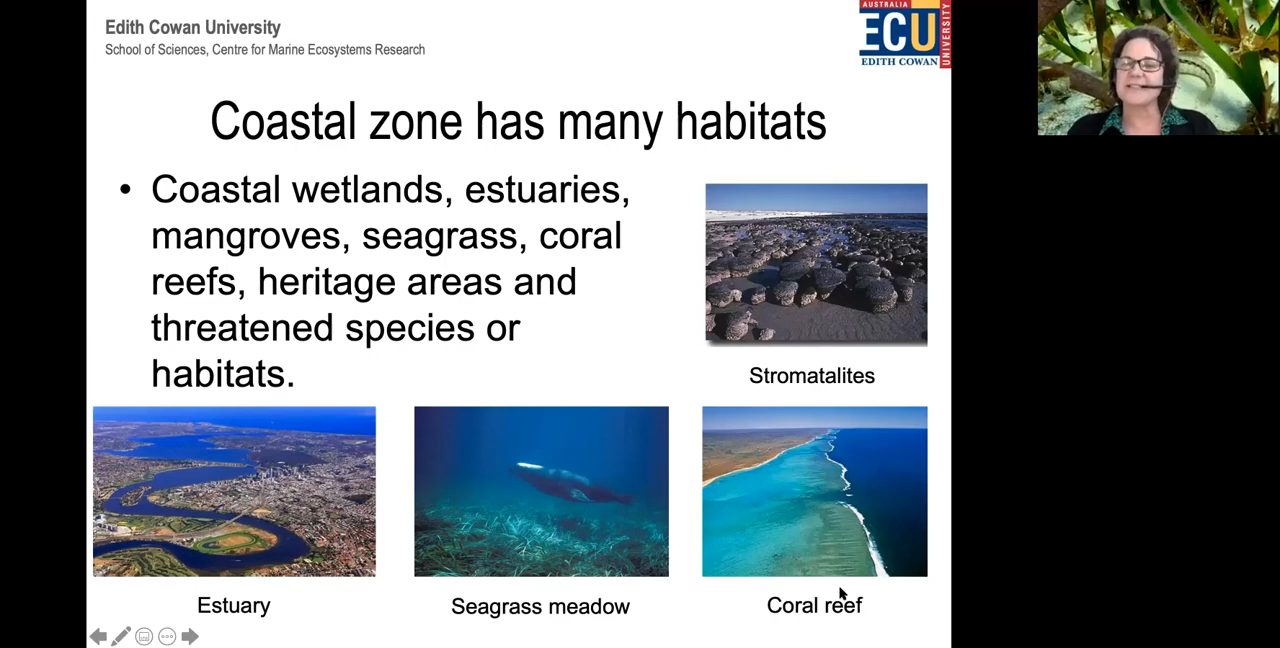 Edith Cowan University
School of Sciences, Centre for Marine Ecosystems Research
AUSTRALIA
ECU
EDITH COWAN
UNIVERSITY
Coastal zone has many habitats
• Coastal wetlands, estuaries,
mangroves, seagrass, coral
reefs, heritage areas and
threatened species or
habitats.
Stromatalites
Estuary
Seagrass meadow
Coral reef